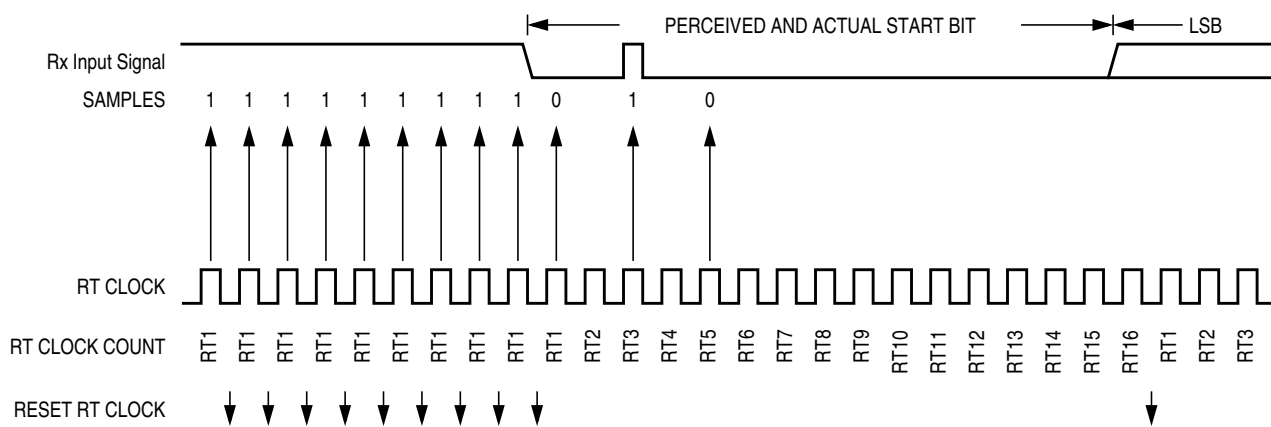 PERCEIVED AND ACTUAL START BIT LSB
Rx Input Signal
SAMPLES 1 1 1 1 1 1 1 1 1 0 1 0
RT CLOCK
RT CLOCK COUNT RT1 RT1 RT1 RT1 RT1 RT1 RT1 RT1 RT1 RT1 RT2 RT3 RT4 RT5 RT6 RT7 RT8 RT9 RT10 RT11 RT12 RT13 RT14 RT15 RT16 RT1 RT2 RT3
RESET RT CLOCK